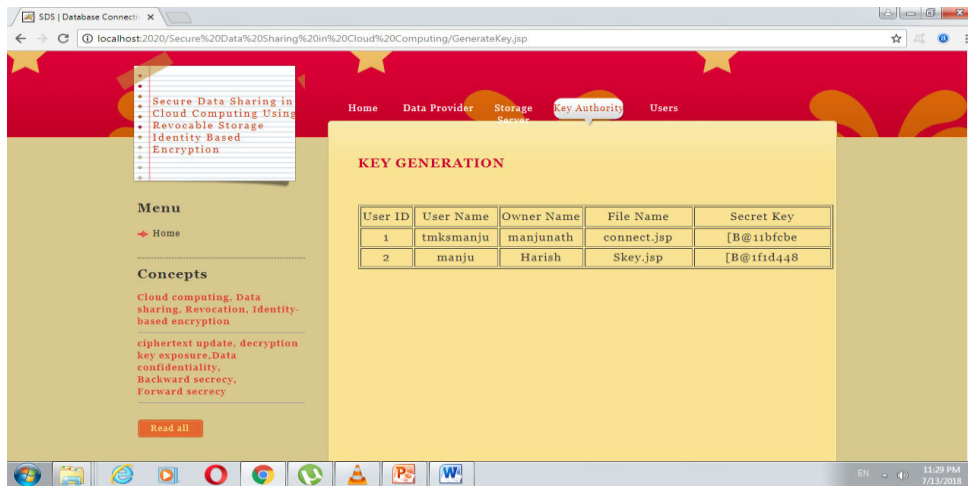 SDS | Database Connecti
localhost:2020/Secure%20Data%20Sharing%20in%20Cloud%20Computing/GenerateKey.jsp
Secure Data Sharing in
Cloud Computing Using
Revocable Storage
Identity Based
Encryption
Home Data Provider Storage Server Key Authority Users
KEY GENERATION
User ID User Name Owner Name File Name Secret Key
1 tmksmanju manjunath connect.jsp [B@11bfcbe
2 manju Harish Skey.jsp [B@1f1d448
Menu
Home
Concepts
Cloud computing, Data
sharing, Revocation, Identity-
based encryption
ciphertext update, decryption
key exposure,Data
confidentiality,
Backward secrecy,
Forward secrecy
Read all
EN
11:29 PM
7/13/2018